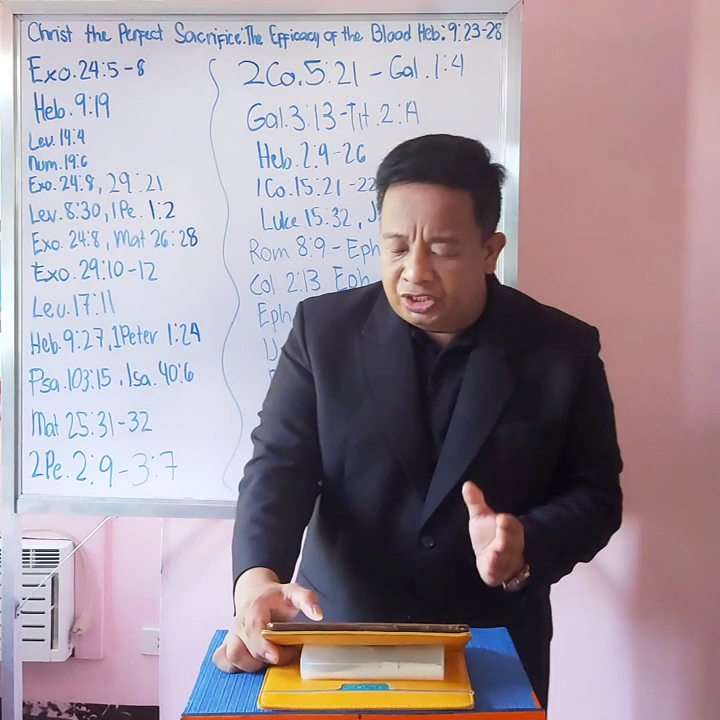 Christ the Perfect Sacrifice:The Efficacy of the Blood Heb:9:23-28
Exo.24:5-8
Heb.9:19
Lev.14:4
Num.19:6
Exo.24:8, 29:21
Lev.8:30, 1Pe. 1:2
Exo. 24:8, Mat 26:28
Exo.29:10-12
Lev.17:11
Heb.9:27, 1Peter 1:24
Psa.103:15, Isa.40:6
Mat 25:31-32
2Pe.2:9-3:7
2Co.5:21-Gal.1:4
Gal.3:13-Tit.2:14
Heb.2:9-26
1Co.15:21-22
Luke 15:32,
Rom 8:9-Eph
Col 2:13 Eph
Eph